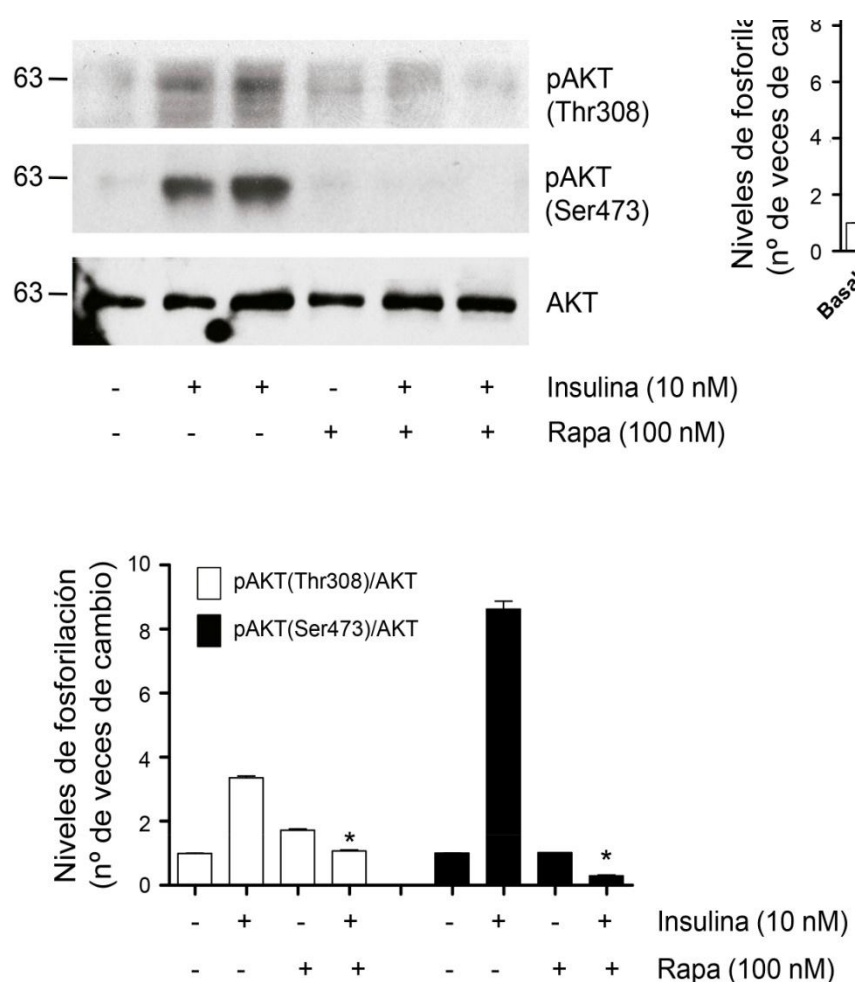 63
pAKT
(Thr308)
63
pAKT
(Ser473)
63
AKT
- + + - + + Insulina (10 nM)
- - - + + + Rapa (100 nM)
Niveles de
(nº de veces de
8
6
4
2
0
Basal
Niveles de fosforilación
(nº de veces de cambio)
10
8
6
4
2
0
pAKT(Thr308)/AKT
pAKT(Ser473)/AKT
*
*
- + - + - + - + Insulina (10 nM)
- - + + - - + + Rapa (100 nM)